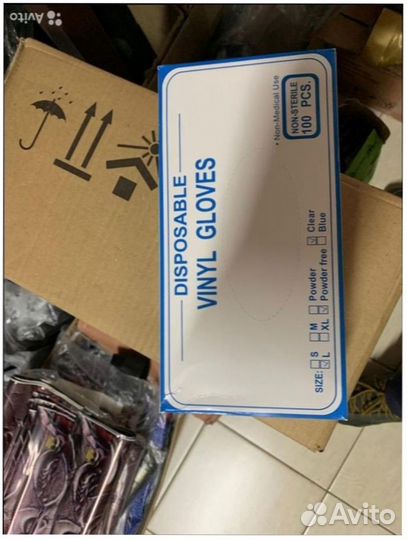 Avito
DISPOSABLE
VINYL GLOVES
• Non-Medical Use
NON-STERILE
100 PCS.
SIZE: S M Powder Clear
L XL Powder free Blue
Avito